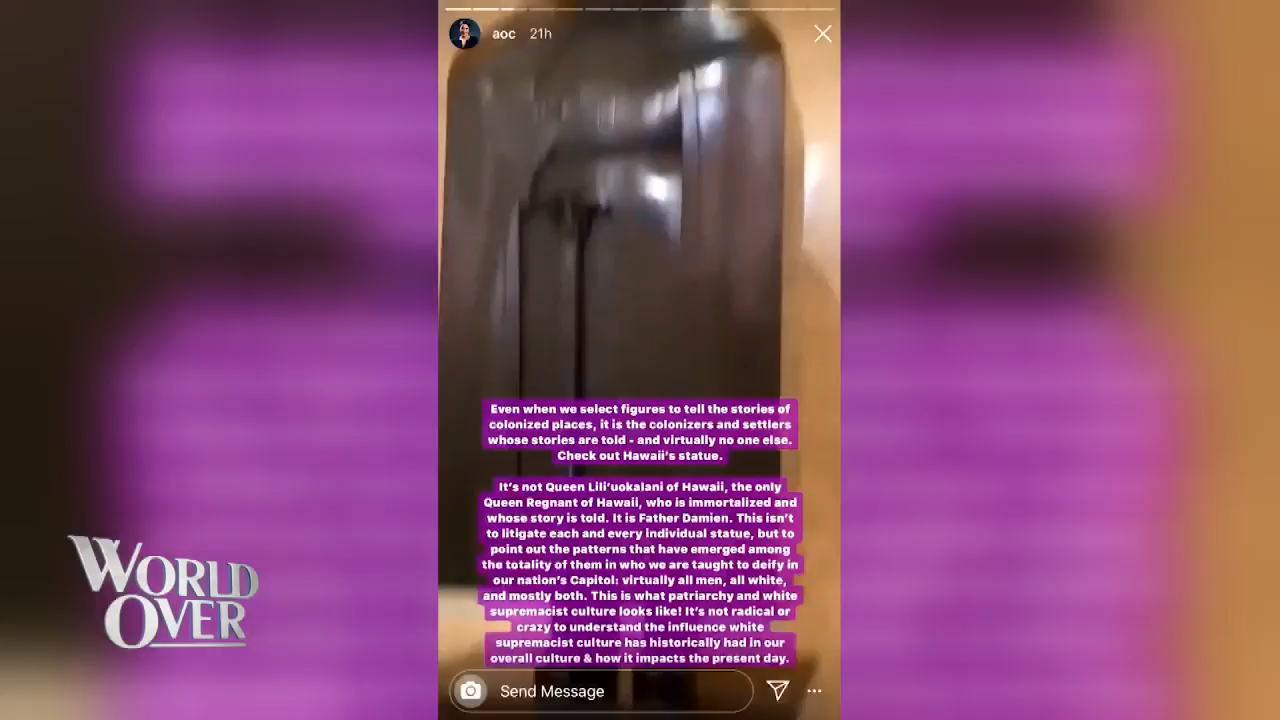 aoc 21h
Even when we select figures to tell the stories of
colonized places, it is the colonizers and settlers
whose stories are told - and virtually no one else.
Check out Hawaii's statue.
It's not Queen Lili'uokalani of Hawaii, the only
Queen Regnant of Hawaii, who is immortalized and
whose story is told. It is Father Damien. This isn't
to litigate each and every individual statue, but to
point out the patterns that have emerged among
the totality of them in who we are taught to deify in
our nation's Capitol: virtually all men, all white,
and mostly both. This is what patriarchy and white
supremacist culture looks like! It's not radical or
crazy to understand the influence white
supremacist culture has historically had in our
overall culture & how it impacts the present day.
Send Message
WORLD
OVER